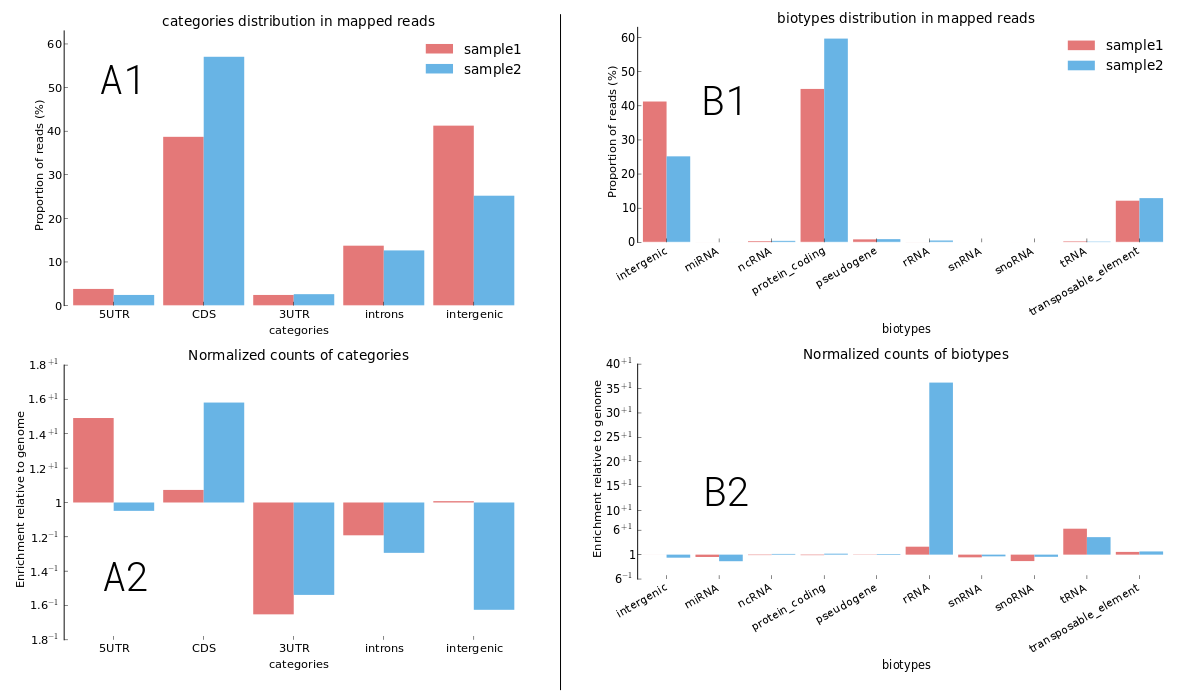 categories distribution in mapped reads
sample1
sample2
A1
Proportion of reads (%)
60
50
40
30
20
10
0
5UTR CDS 3UTR introns intergenic
categories
biotypes distribution in mapped reads
sample1
sample2
B1
Proportion of reads (%)
60
50
40
30
20
10
0
intergenic miRNA ncRNA protein_coding pseudogene rRNA snRNA snoRNA tRNA transposable_element
biotypes
Normalized counts of categories
A2
Enrichment relative to genome
1.8⁺¹
1.6⁺¹
1.4⁺¹
1.2⁺¹
1
1.2⁻¹
1.4⁻¹
1.6⁻¹
1.8⁻¹
5UTR CDS 3UTR introns intergenic
categories
Normalized counts of biotypes
B2
Enrichment relative to genome
40⁺¹
35⁺¹
30⁺¹
25⁺¹
20⁺¹
15⁺¹
10⁺¹
6⁺¹
1
6⁻¹
intergenic miRNA ncRNA protein_coding pseudogene rRNA snRNA snoRNA tRNA transposable_element
biotypes